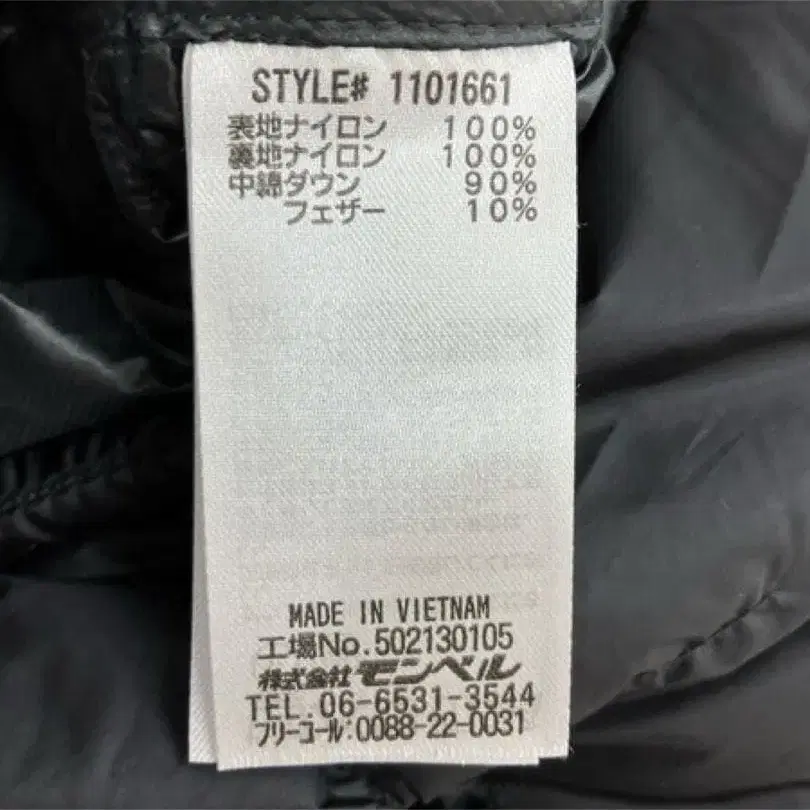 STYLE# 1101661
表地ナイロン 100%
裏地ナイロン 100%
中綿ダウン 90%
フェザー 10%
MADE IN VIETNAM
工場No.502130105
株式会社モンベル
TEL.06-6531-3544
フリーコール:0088-22-0031